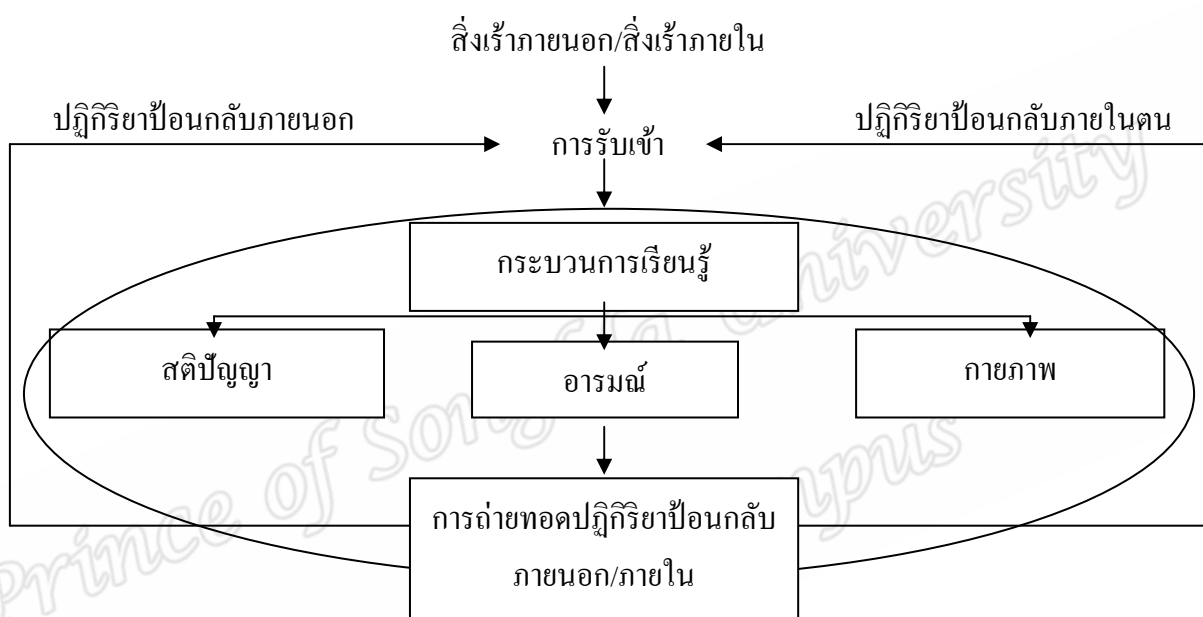 สิ่งเร้าภายนอก/สิ่งเร้าภายใน
ปฏิกิริยาป้อนกลับภายนอก
ปฏิกิริยาป้อนกลับภายในตน
การรับเข้า
กระบวนการเรียนรู้
สติปัญญา
อารมณ์
กายภาพ
การถ่ายทอดปฏิกิริยาป้อนกลับ
ภายนอก/ภายใน
Prince of Songkla University